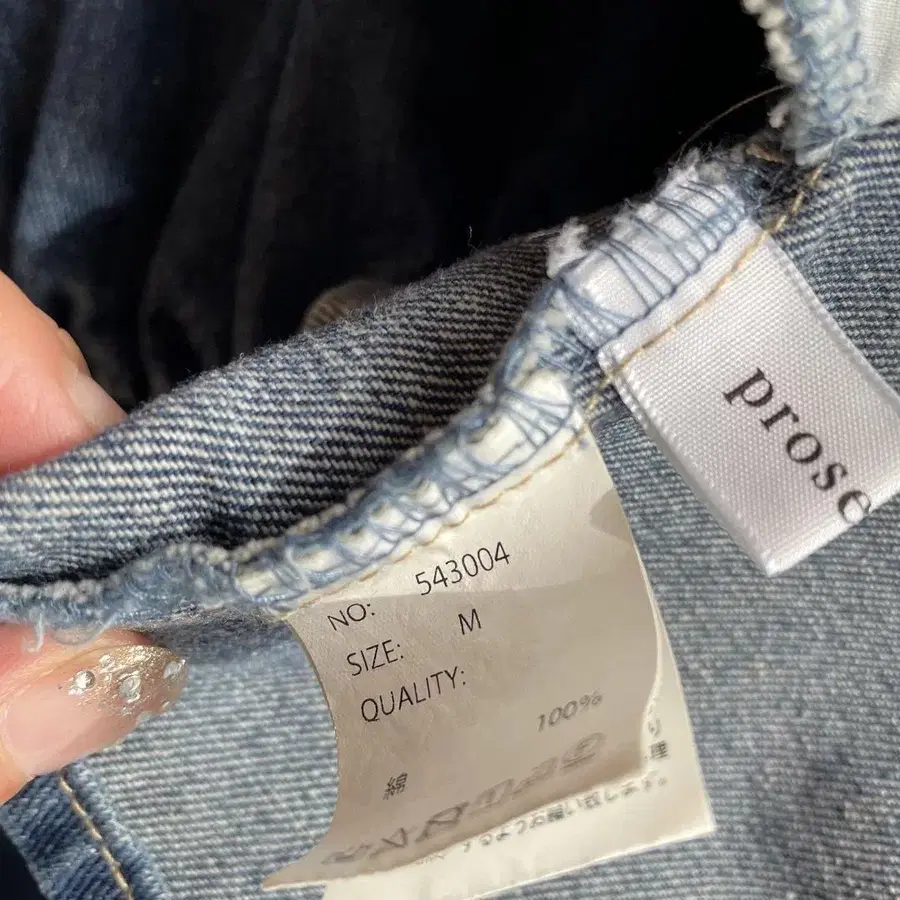 prose
NO: 543004
SIZE: M
QUALITY:
綿 100%